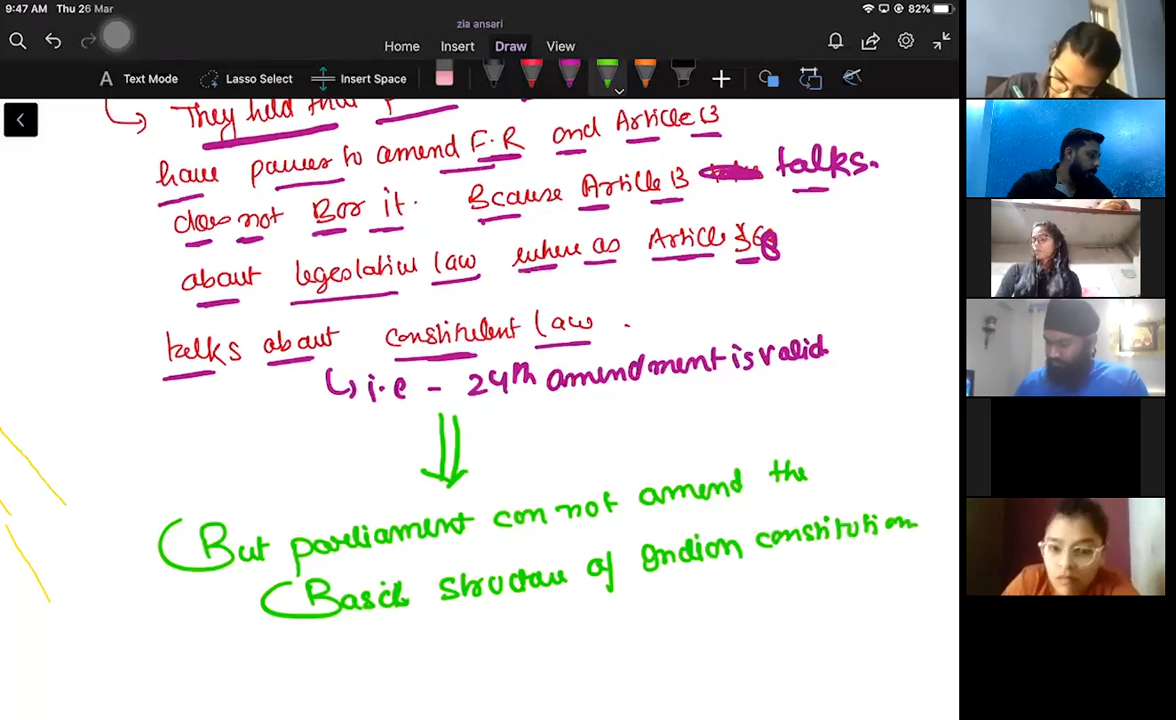 9:47 AM Thu 26 Mar
82%
zia ansari
Home Insert Draw View
Text Mode Lasso Select Insert Space
They held that
have power to amend F.R and Article 13
does not Bar it. Bcause Article 13 talks.
about legeslative law where as Article 368
talks about constituent law.
i.e - 24th amendment is valid
But parliament can not amend the
Basic structure of Indian constitution